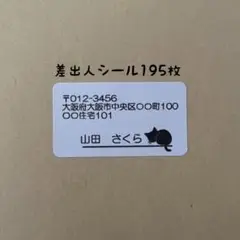 差出人シール195枚
〒012-3456
大阪府大阪市中央区〇〇町100
〇〇住宅101
山田 さくら